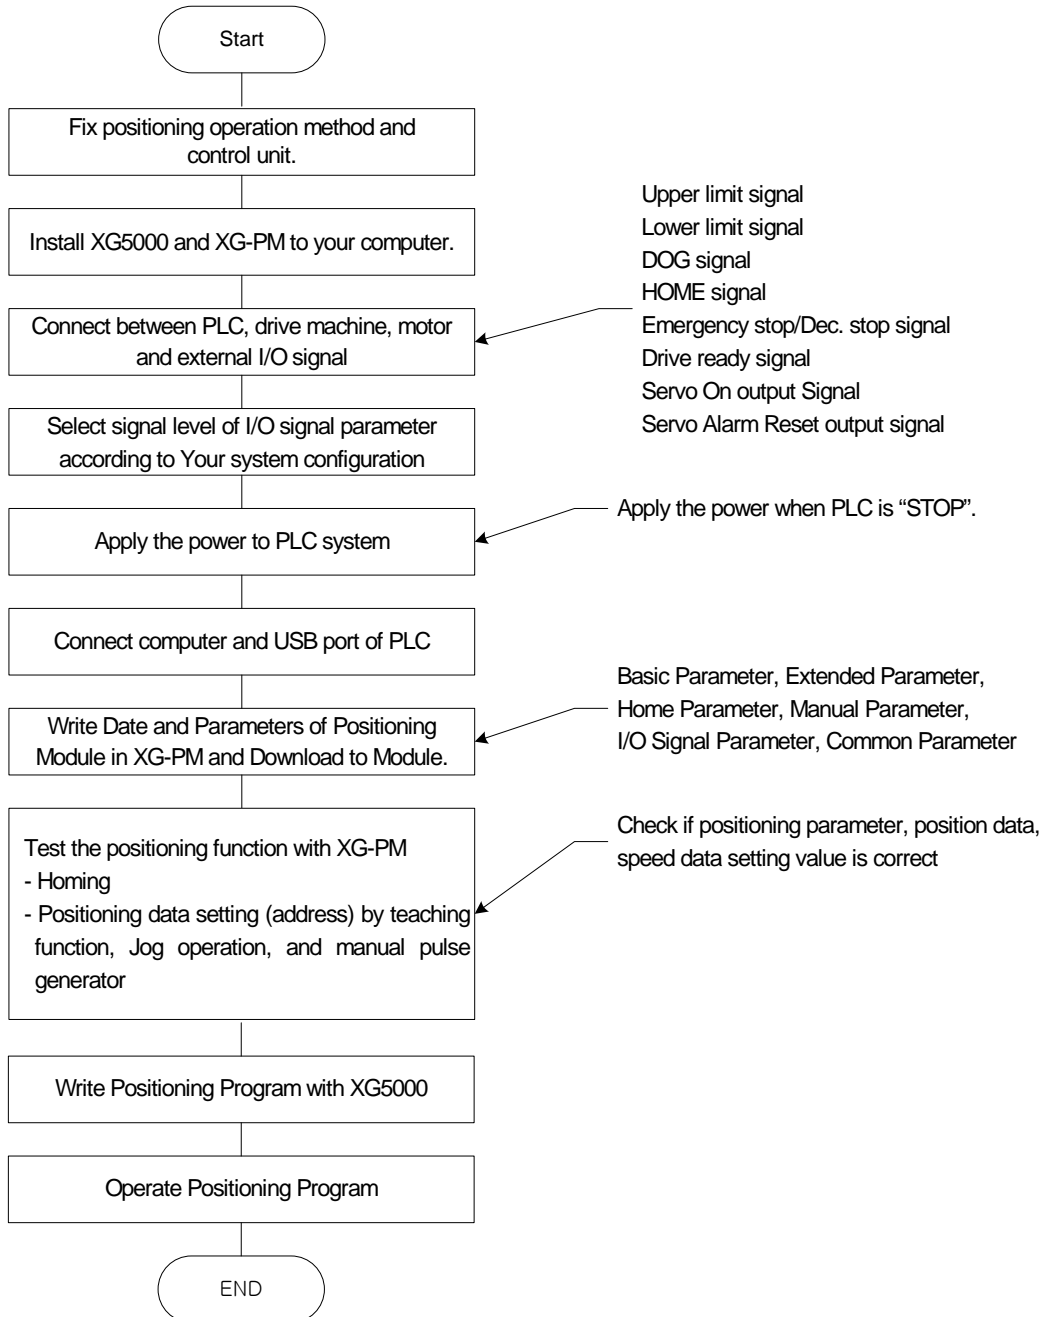 Start
Fix positioning operation method and
control unit.
Install XG5000 and XG-PM to your computer.
Upper limit signal
Lower limit signal
DOG signal
HOME signal
Emergency stop/Dec. stop signal
Drive ready signal
Servo On output Signal
Servo Alarm Reset output signal
Connect between PLC, drive machine, motor
and external I/O signal
Select signal level of I/O signal parameter
according to Your system configuration
Apply the power to PLC system
Apply the power when PLC is “STOP”.
Connect computer and USB port of PLC
Write Date and Parameters of Positioning
Module in XG-PM and Download to Module.
Basic Parameter, Extended Parameter,
Home Parameter, Manual Parameter,
I/O Signal Parameter, Common Parameter
Test the positioning function with XG-PM
- Homing
- Positioning data setting (address) by teaching
function, Jog operation, and manual pulse
generator
Check if positioning parameter, position data,
speed data setting value is correct
Write Positioning Program with XG5000
Operate Positioning Program
END